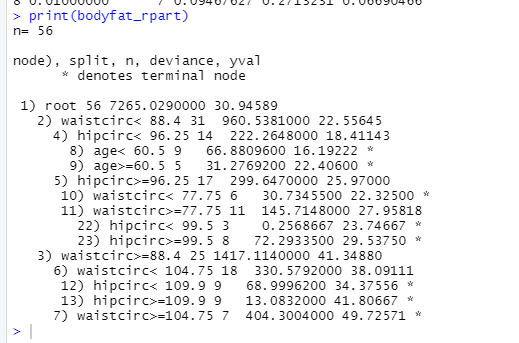 8 0.01000000 7 0.09467627 0.2713231 0.06690466
> print(bodyfat_rpart)
n= 56
node), split, n, deviance, yval
* denotes terminal node
1) root 56 7265.0290000 30.94589
2) waistcirc< 88.4 31 960.5381000 22.55645
4) hipcirc< 96.25 14 222.2648000 18.41143
8) age< 60.5 9 66.8809600 16.19222 *
9) age>=60.5 5 31.2769200 22.40600 *
5) hipcirc>=96.25 17 299.6470000 25.97000
10) waistcirc< 77.75 6 30.7345500 22.32500 *
11) waistcirc>=77.75 11 145.7148000 27.95818
22) hipcirc< 99.5 3 0.2568667 23.74667 *
23) hipcirc>=99.5 8 72.2933500 29.53750 *
3) waistcirc>=88.4 25 1417.1140000 41.34880
6) waistcirc< 104.75 18 330.5792000 38.09111
12) hipcirc< 109.9 9 68.9996200 34.37556 *
13) hipcirc>=109.9 9 13.0832000 41.80667 *
7) waistcirc>=104.75 7 404.3004000 49.72571 *
>